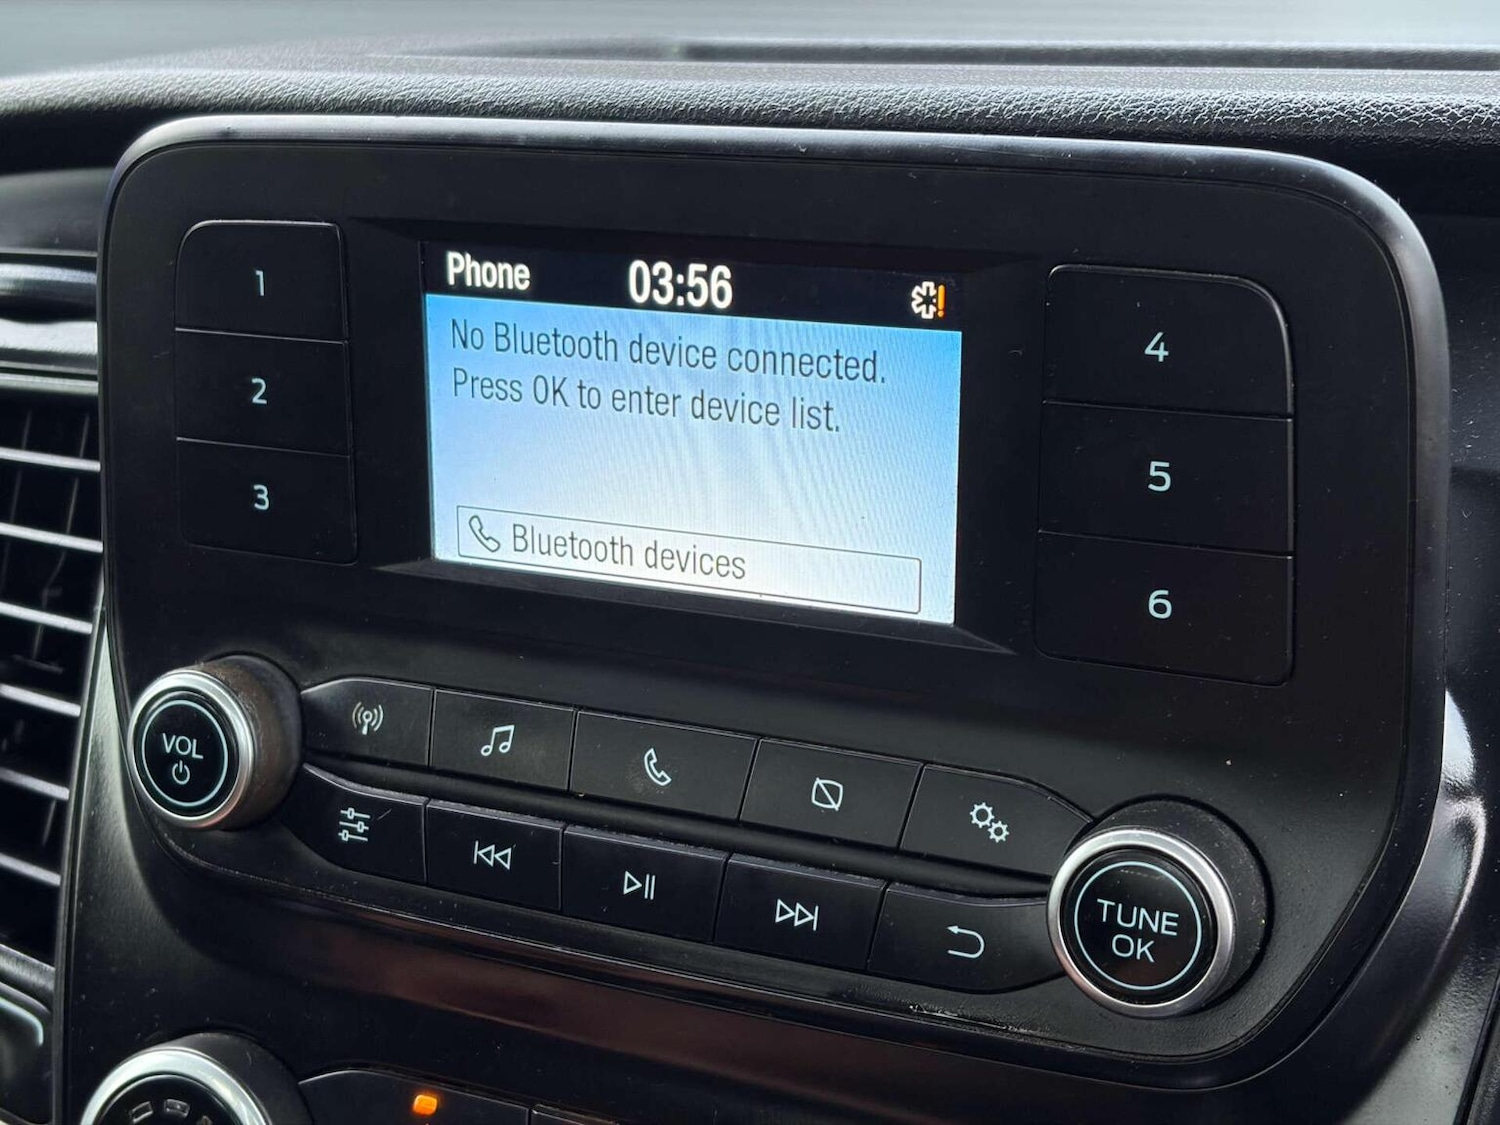 Phone 03:56
No Bluetooth device connected.
Press OK to enter device list.
Bluetooth devices
1
2
3
4
5
6
VOL
TUNE
OK